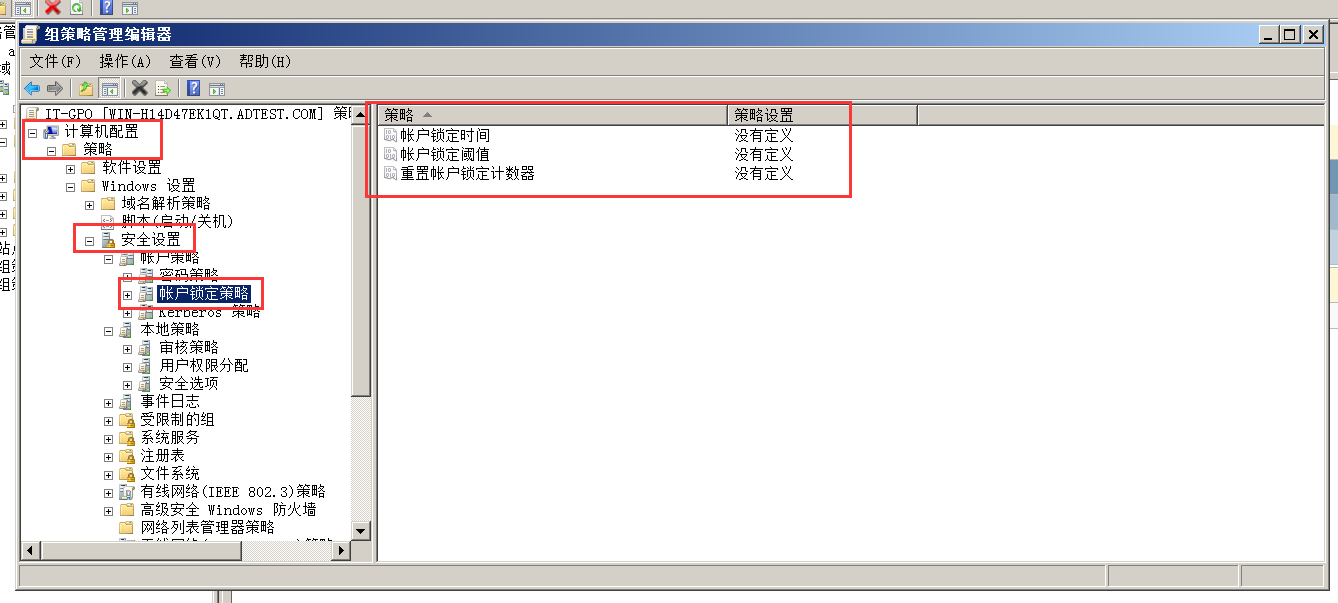 组策略管理编辑器
文件(F) 操作(A) 查看(V) 帮助(H)
IT-GPO [WIN-H14D47EK1QT.ADTEST.COM] 策
计算机配置
策略
软件设置
Windows 设置
域名解析策略
脚本(启动/关机)
安全设置
帐户策略
密码策略
帐户锁定策略
Kerberos 策略
本地策略
审核策略
用户权限分配
安全选项
事件日志
受限制的组
系统服务
注册表
文件系统
有线网络(IEEE 802.3)策略
高级安全 Windows 防火墙
网络列表管理器策略
策略 策略设置
帐户锁定时间 没有定义
帐户锁定阈值 没有定义
重置帐户锁定计数器 没有定义